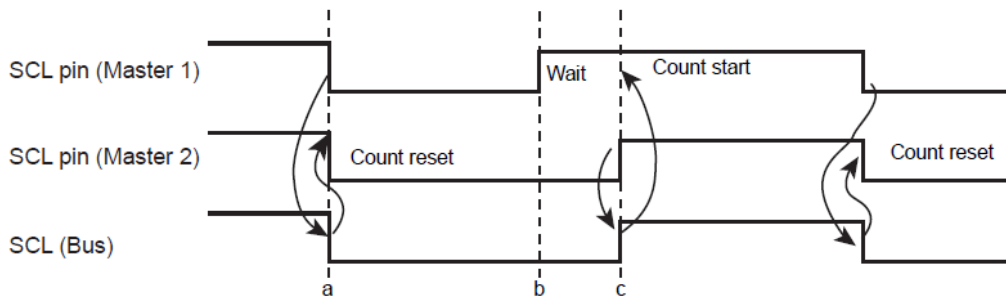 SCL pin (Master 1)
Wait
Count start
SCL pin (Master 2)
Count reset
Count reset
SCL (Bus)
a
b
c